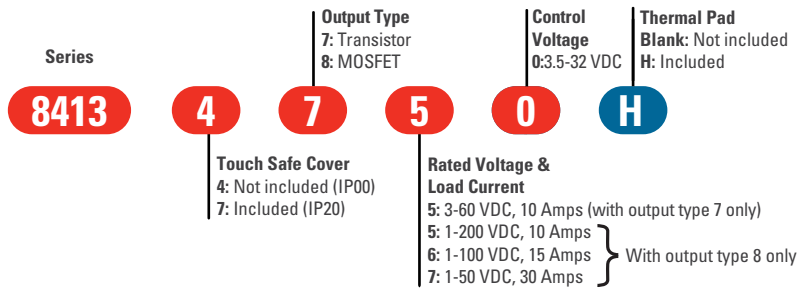 Series
Output Type
7: Transistor
8: MOSFET
Control
Voltage
0:3.5-32 VDC
Thermal Pad
Blank: Not included
H: Included
8413 4 7 5 0 H
Touch Safe Cover
4: Not included (IP00)
7: Included (IP20)
Rated Voltage &
Load Current
5: 3-60 VDC, 10 Amps (with output type 7 only)
5: 1-200 VDC, 10 Amps
6: 1-100 VDC, 15 Amps
7: 1-50 VDC, 30 Amps
With output type 8 only